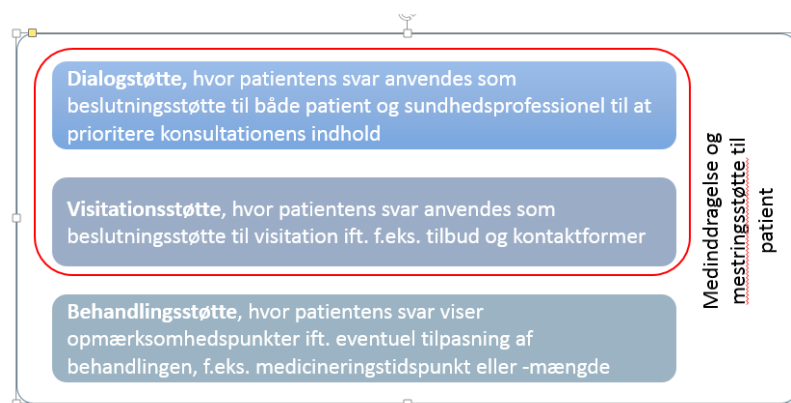 Dialogstøtte, hvor patientens svar anvendes som
beslutningsstøtte til både patient og sundhedsprofessionel til at
prioritere konsultationens indhold
Visitationsstøtte, hvor patientens svar anvendes som
beslutningsstøtte til visitation ift. f.eks. tilbud og kontaktformer
Behandlingsstøtte, hvor patientens svar viser
opmærksomhedspunkter ift. eventuel tilpasning af
behandlingen, f.eks. medicineringstidspunkt eller -mængde
Medinddragelse og
mestringsstøtte til
patient